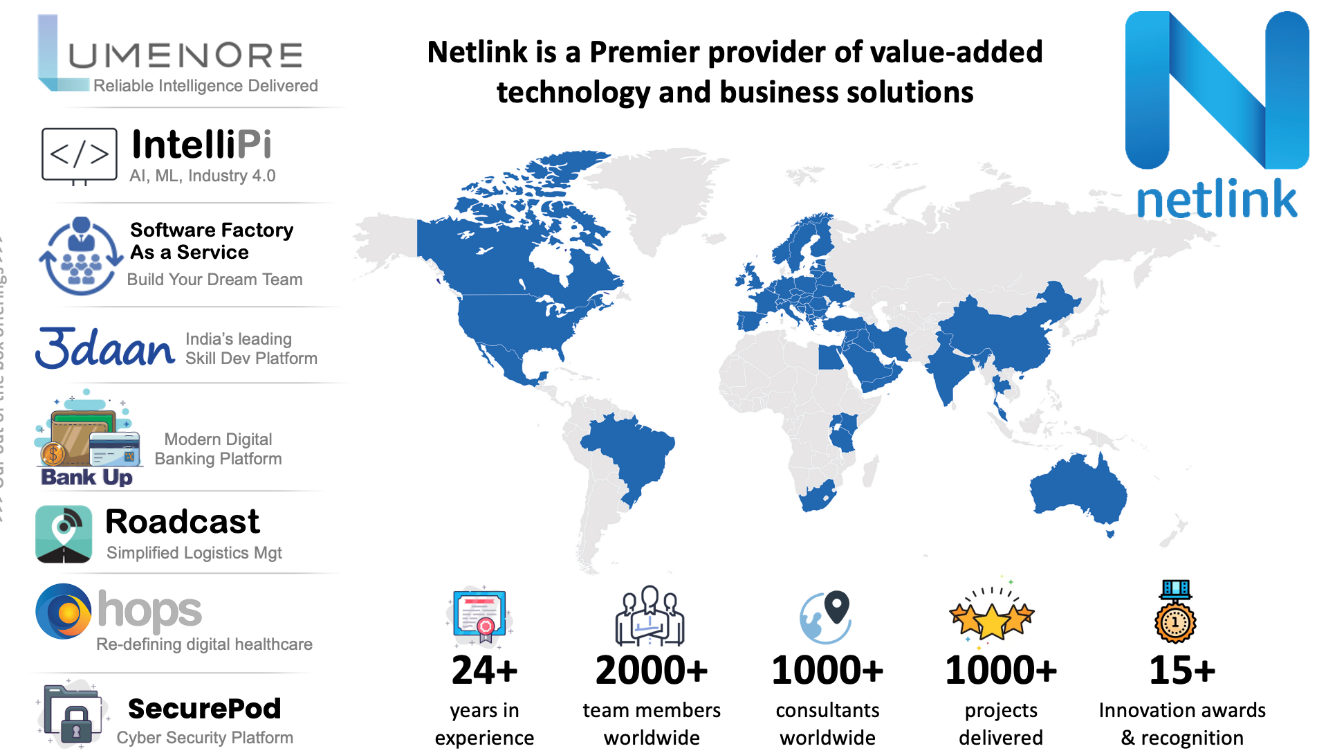 LUMENORE
Reliable Intelligence Delivered
</>
IntelliPi
AI, ML, Industry 4.0
Software Factory
As a Service
Build Your Dream Team
3daan
India's leading
Skill Dev Platform
$
Bank Up
Modern Digital
Banking Platform
Roadcast
Simplified Logistics Mgt
hops
Re-defining digital healthcare
SecurePod
Cyber Security Platform
Netlink is a Premier provider of value-added
technology and business solutions
netlink
24+
years in
experience
2000+
team members
worldwide
1000+
consultants
worldwide
1000+
projects
delivered
1
15+
Innovation awards
& recognition